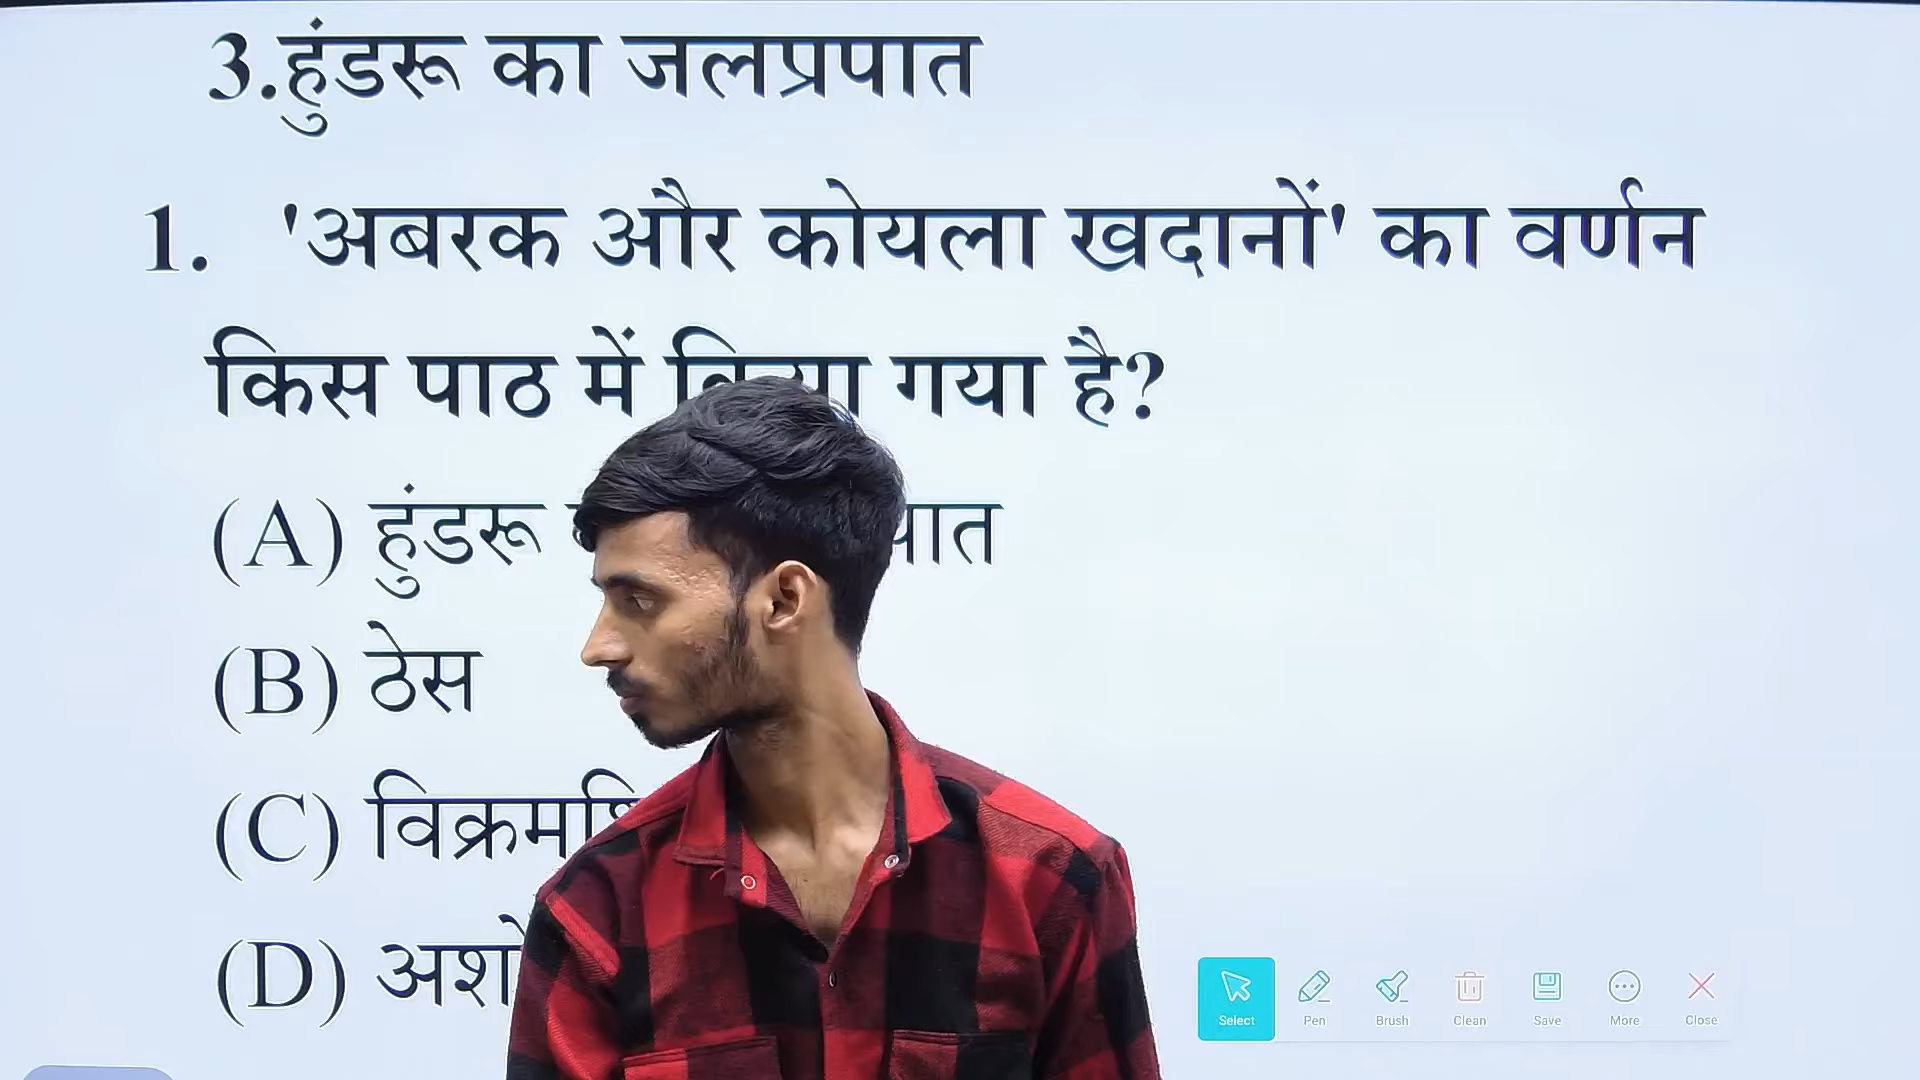 3.हुंडरू का जलप्रपात
1. 'अबरक और कोयला खदानों' का वर्णन
किस पाठ में किया गया है?
(A) हुंडरू
(B) ठेस
(C)
(D)
Select Pen Brush Clean Save More Close